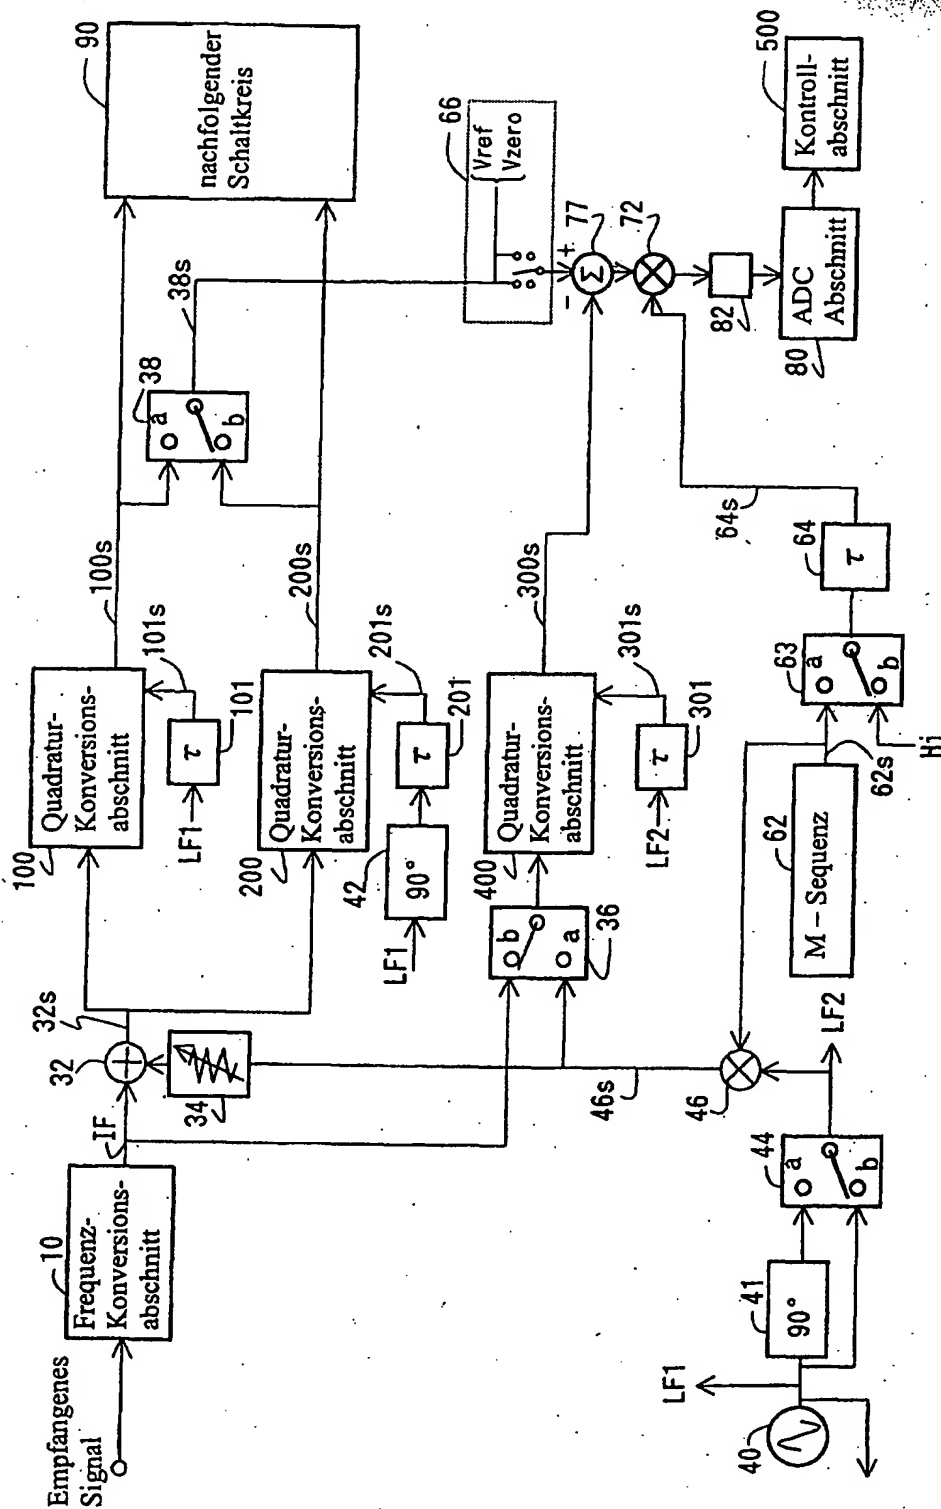 Empfangenes
Signal
10
Frequenz-
Konversions-
abschnitt
IF
32
32s
34
100
Quadratur-
Konversions-
abschnitt
100s
101s
LF1
τ
101
200
Quadratur-
Konversions-
abschnitt
200s
201s
LF1
42
90°
τ
201
38
a
b
38s
90
nachfolgender
Schaltkreis
36
b
a
400
Quadratur-
Konversions-
abschnitt
300s
301s
LF2
τ
301
66
Vref
Vzero
+
-
Σ
77
72
82
80
ADC
Abschnitt
500
Kontroll-
abschnitt
40
LF1
41
90°
44
a
b
LF2
46
46s
62
M – Sequenz
62s
Hi
63
a
b
64
τ
64s